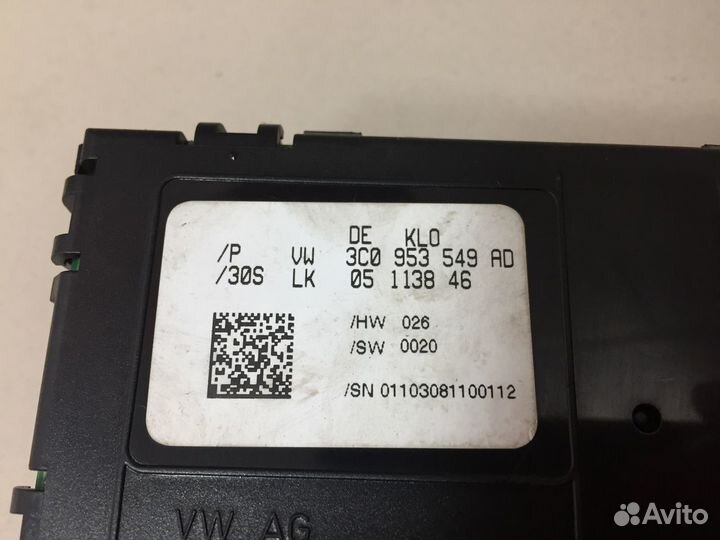 DE KLO
/P VW 3C0 953 549 AD
/30S LK 05 1138 46
/HW 026
/SW 0020
/SN 01103081100112
VW AG
Avito